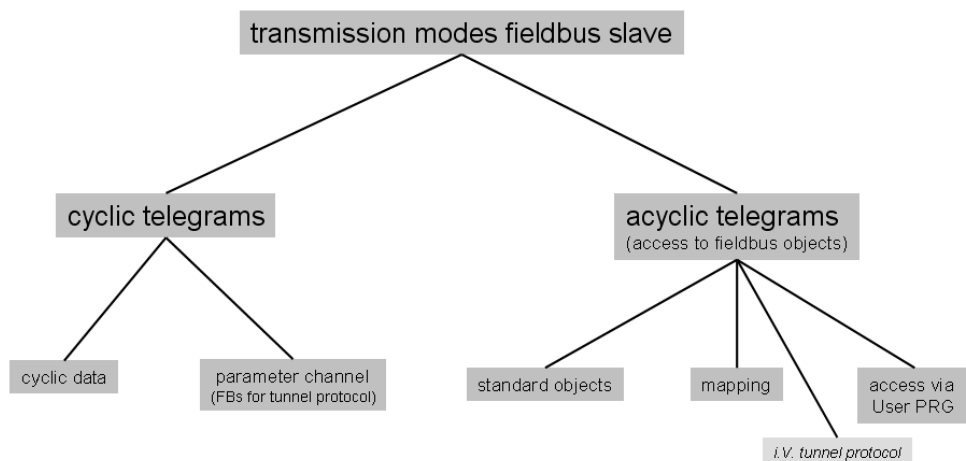 transmission modes fieldbus slave
cyclic telegrams
acyclic telegrams
(access to fieldbus objects)
cyclic data
parameter channel
(FBs for tunnel protocol)
standard objects
mapping
access via
User PRG
i.V. tunnel protocol